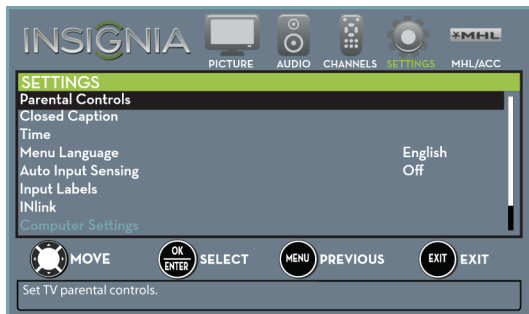 INSIGNIA
PICTURE AUDIO CHANNELS SETTINGS MHL MHL/ACC
SETTINGS
Parental Controls
Closed Caption
Time
Menu Language English
Auto Input Sensing Off
Input Labels
INlink
Computer Settings
MOVE OK ENTER SELECT MENU PREVIOUS EXIT EXIT
Set TV parental controls.